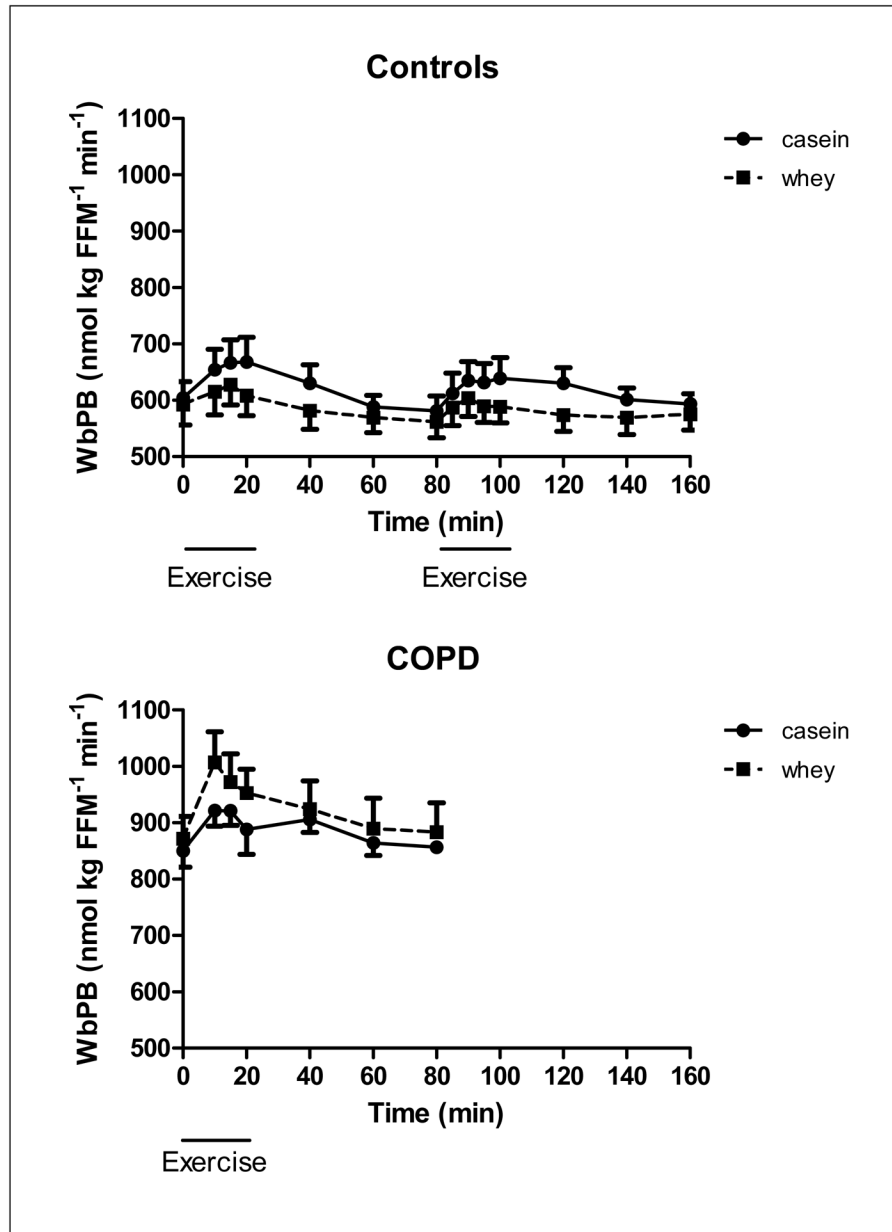 Controls
WbPB (nmol kg FFM⁻¹ min⁻¹)
1100
1000
900
800
700
600
500
0 20 40 60 80 100 120 140 160
Time (min)
Exercise Exercise
casein
whey
COPD
WbPB (nmol kg FFM⁻¹ min⁻¹)
1100
1000
900
800
700
600
500
0 20 40 60 80 100 120 140 160
Time (min)
Exercise
casein
whey